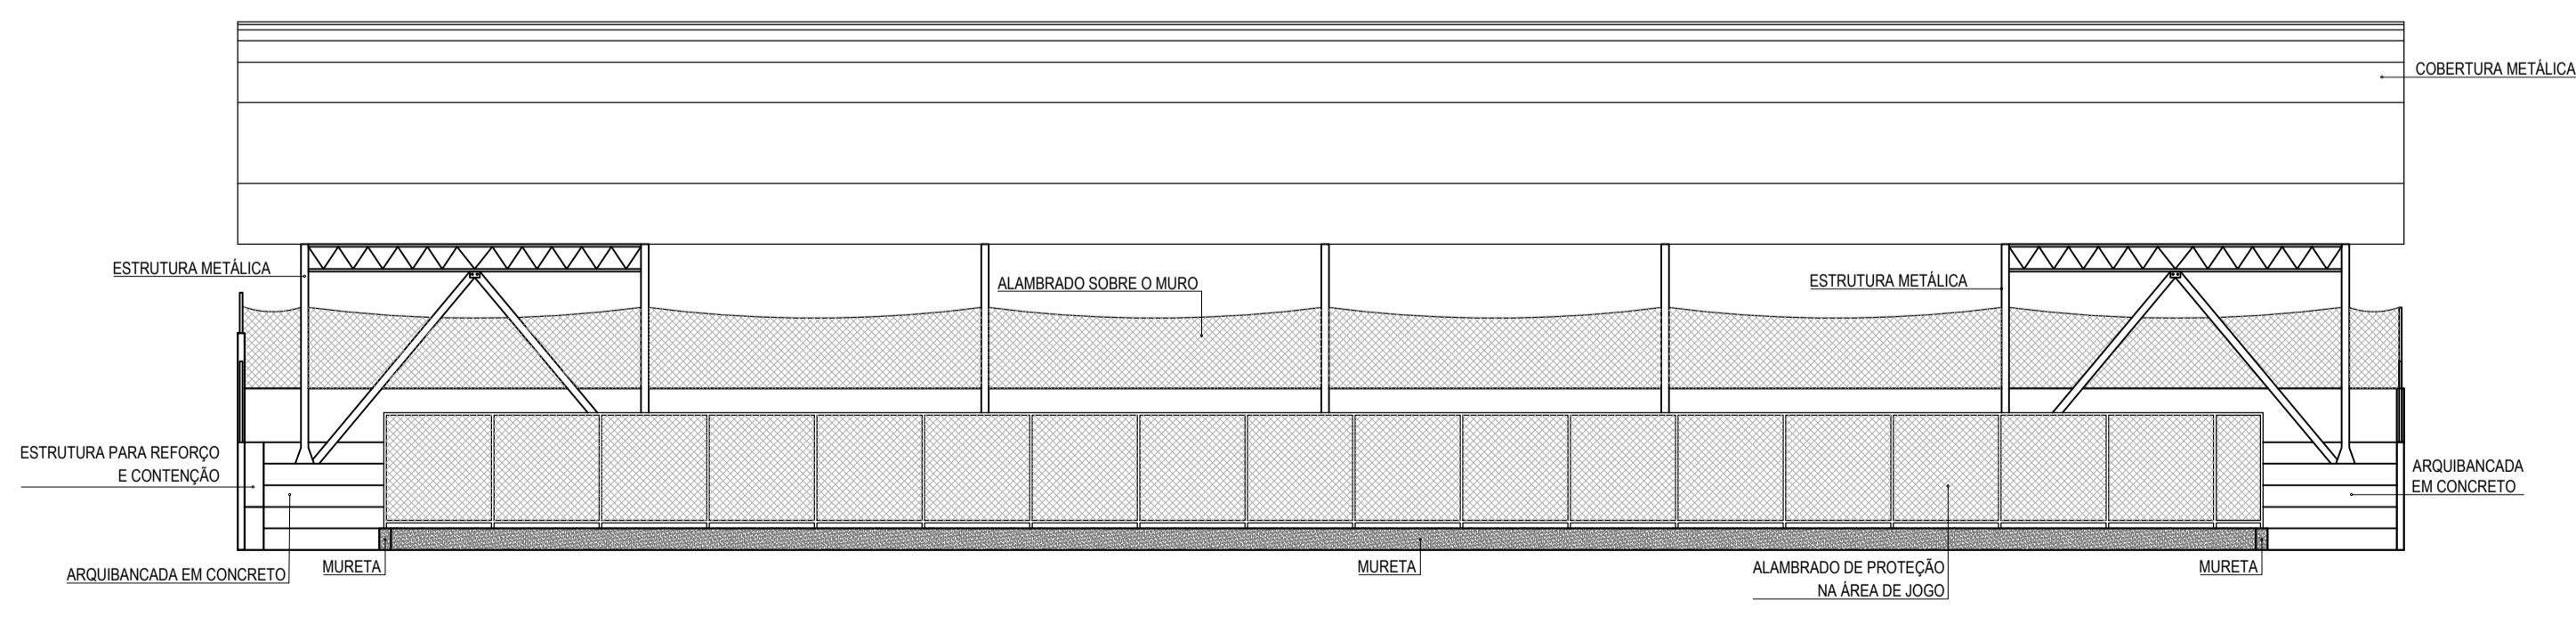 COBERTURA METÁLICA
ESTRUTURA METÁLICA
ALAMBRADO SOBRE O MURO
ESTRUTURA METÁLICA
ESTRUTURA PARA REFORÇO
E CONTENÇÃO
ARQUIBANCADA
EM CONCRETO
ARQUIBANCADA EM CONCRETO
MURETA
MURETA
ALAMBRADO DE PROTEÇÃO
NA ÁREA DE JOGO
MURETA